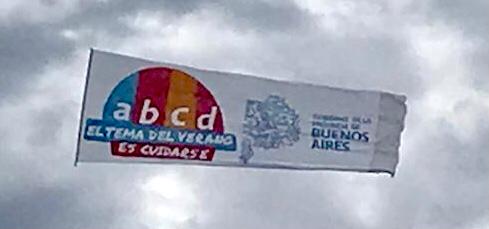 abcd
EL TEMA DEL VERANO
ES CUIDARSE
GOBIERNO DE LA
PROVINCIA DE
BUENOS
AIRES